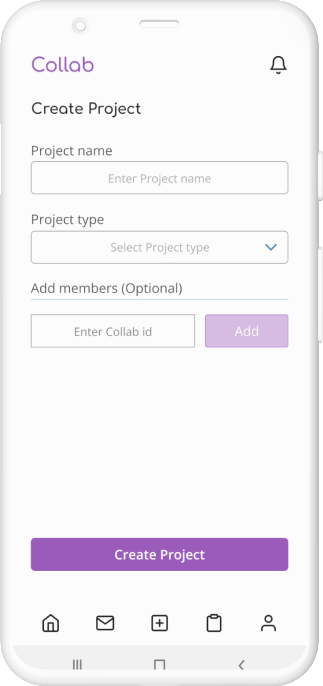 Collab
Create Project
Project name
Enter Project name
Project type
Select Project type
Add members (Optional)
Enter Collab id
Add
Create Project